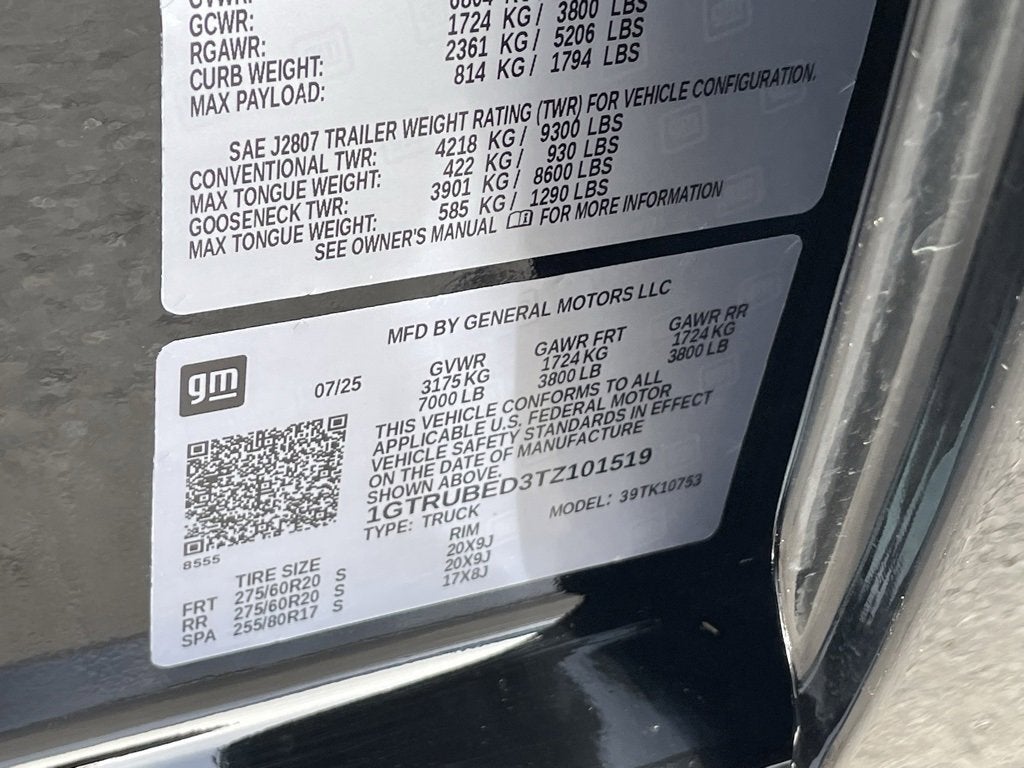 GVWR:
GCWR: 1724 KG/ 3800 LBS
RGAWR: 2361 KG/ 5206 LBS
CURB WEIGHT: 814 KG/ 1794 LBS
MAX PAYLOAD:
SAE J2807 TRAILER WEIGHT RATING (TWR) FOR VEHICLE CONFIGURATION.
CONVENTIONAL TWR: 4218 KG/ 9300 LBS
MAX TONGUE WEIGHT: 422 KG/ 930 LBS
GOOSENECK TWR: 3901 KG/ 8600 LBS
MAX TONGUE WEIGHT: 585 KG/ 1290 LBS
SEE OWNER'S MANUAL FOR MORE INFORMATION
MFD BY GENERAL MOTORS LLC
gm
07/25
GVWR GAWR FRT GAWR RR
3175 KG 1724 KG 1724 KG
7000 LB 3800 LB 3800 LB
THIS VEHICLE CONFORMS TO ALL
APPLICABLE U.S. FEDERAL MOTOR
VEHICLE SAFETY STANDARDS IN EFFECT
ON THE DATE OF MANUFACTURE
SHOWN ABOVE.
1GTRUBED3TZ101519
TYPE: TRUCK MODEL: 39TK10753
8555
TIRE SIZE RIM
FRT 275/60R20 S 20X9J
RR 275/60R20 S 20X9J
SPA 255/80R17 S 17X8J